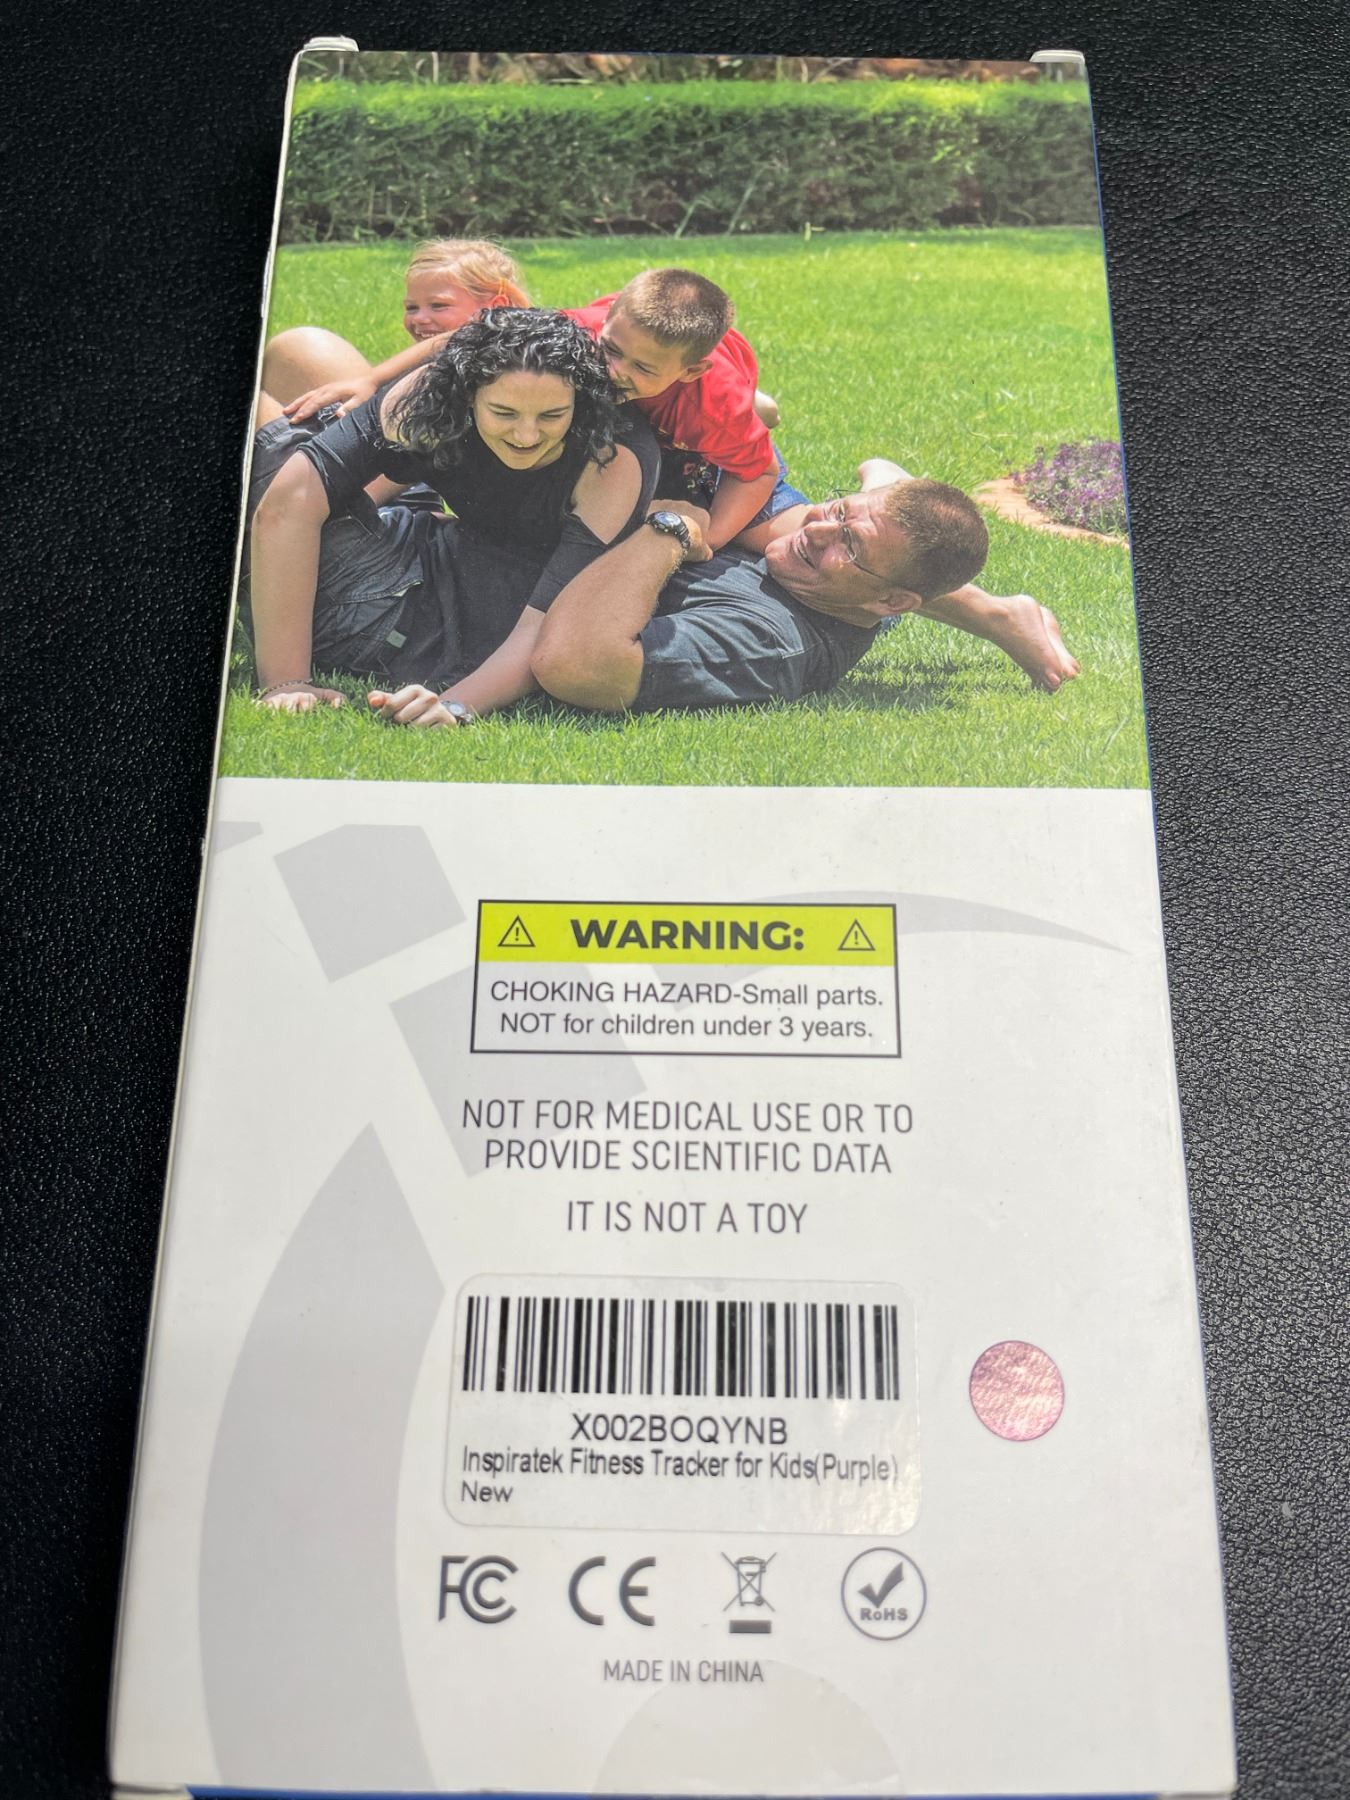 WARNING:
CHOKING HAZARD-Small parts.
NOT for children under 3 years.
NOT FOR MEDICAL USE OR TO
PROVIDE SCIENTIFIC DATA
IT IS NOT A TOY
X002BOQYNB
Inspiratek Fitness Tracker for Kids(Purple)
New
FC CE RoHS
MADE IN CHINA